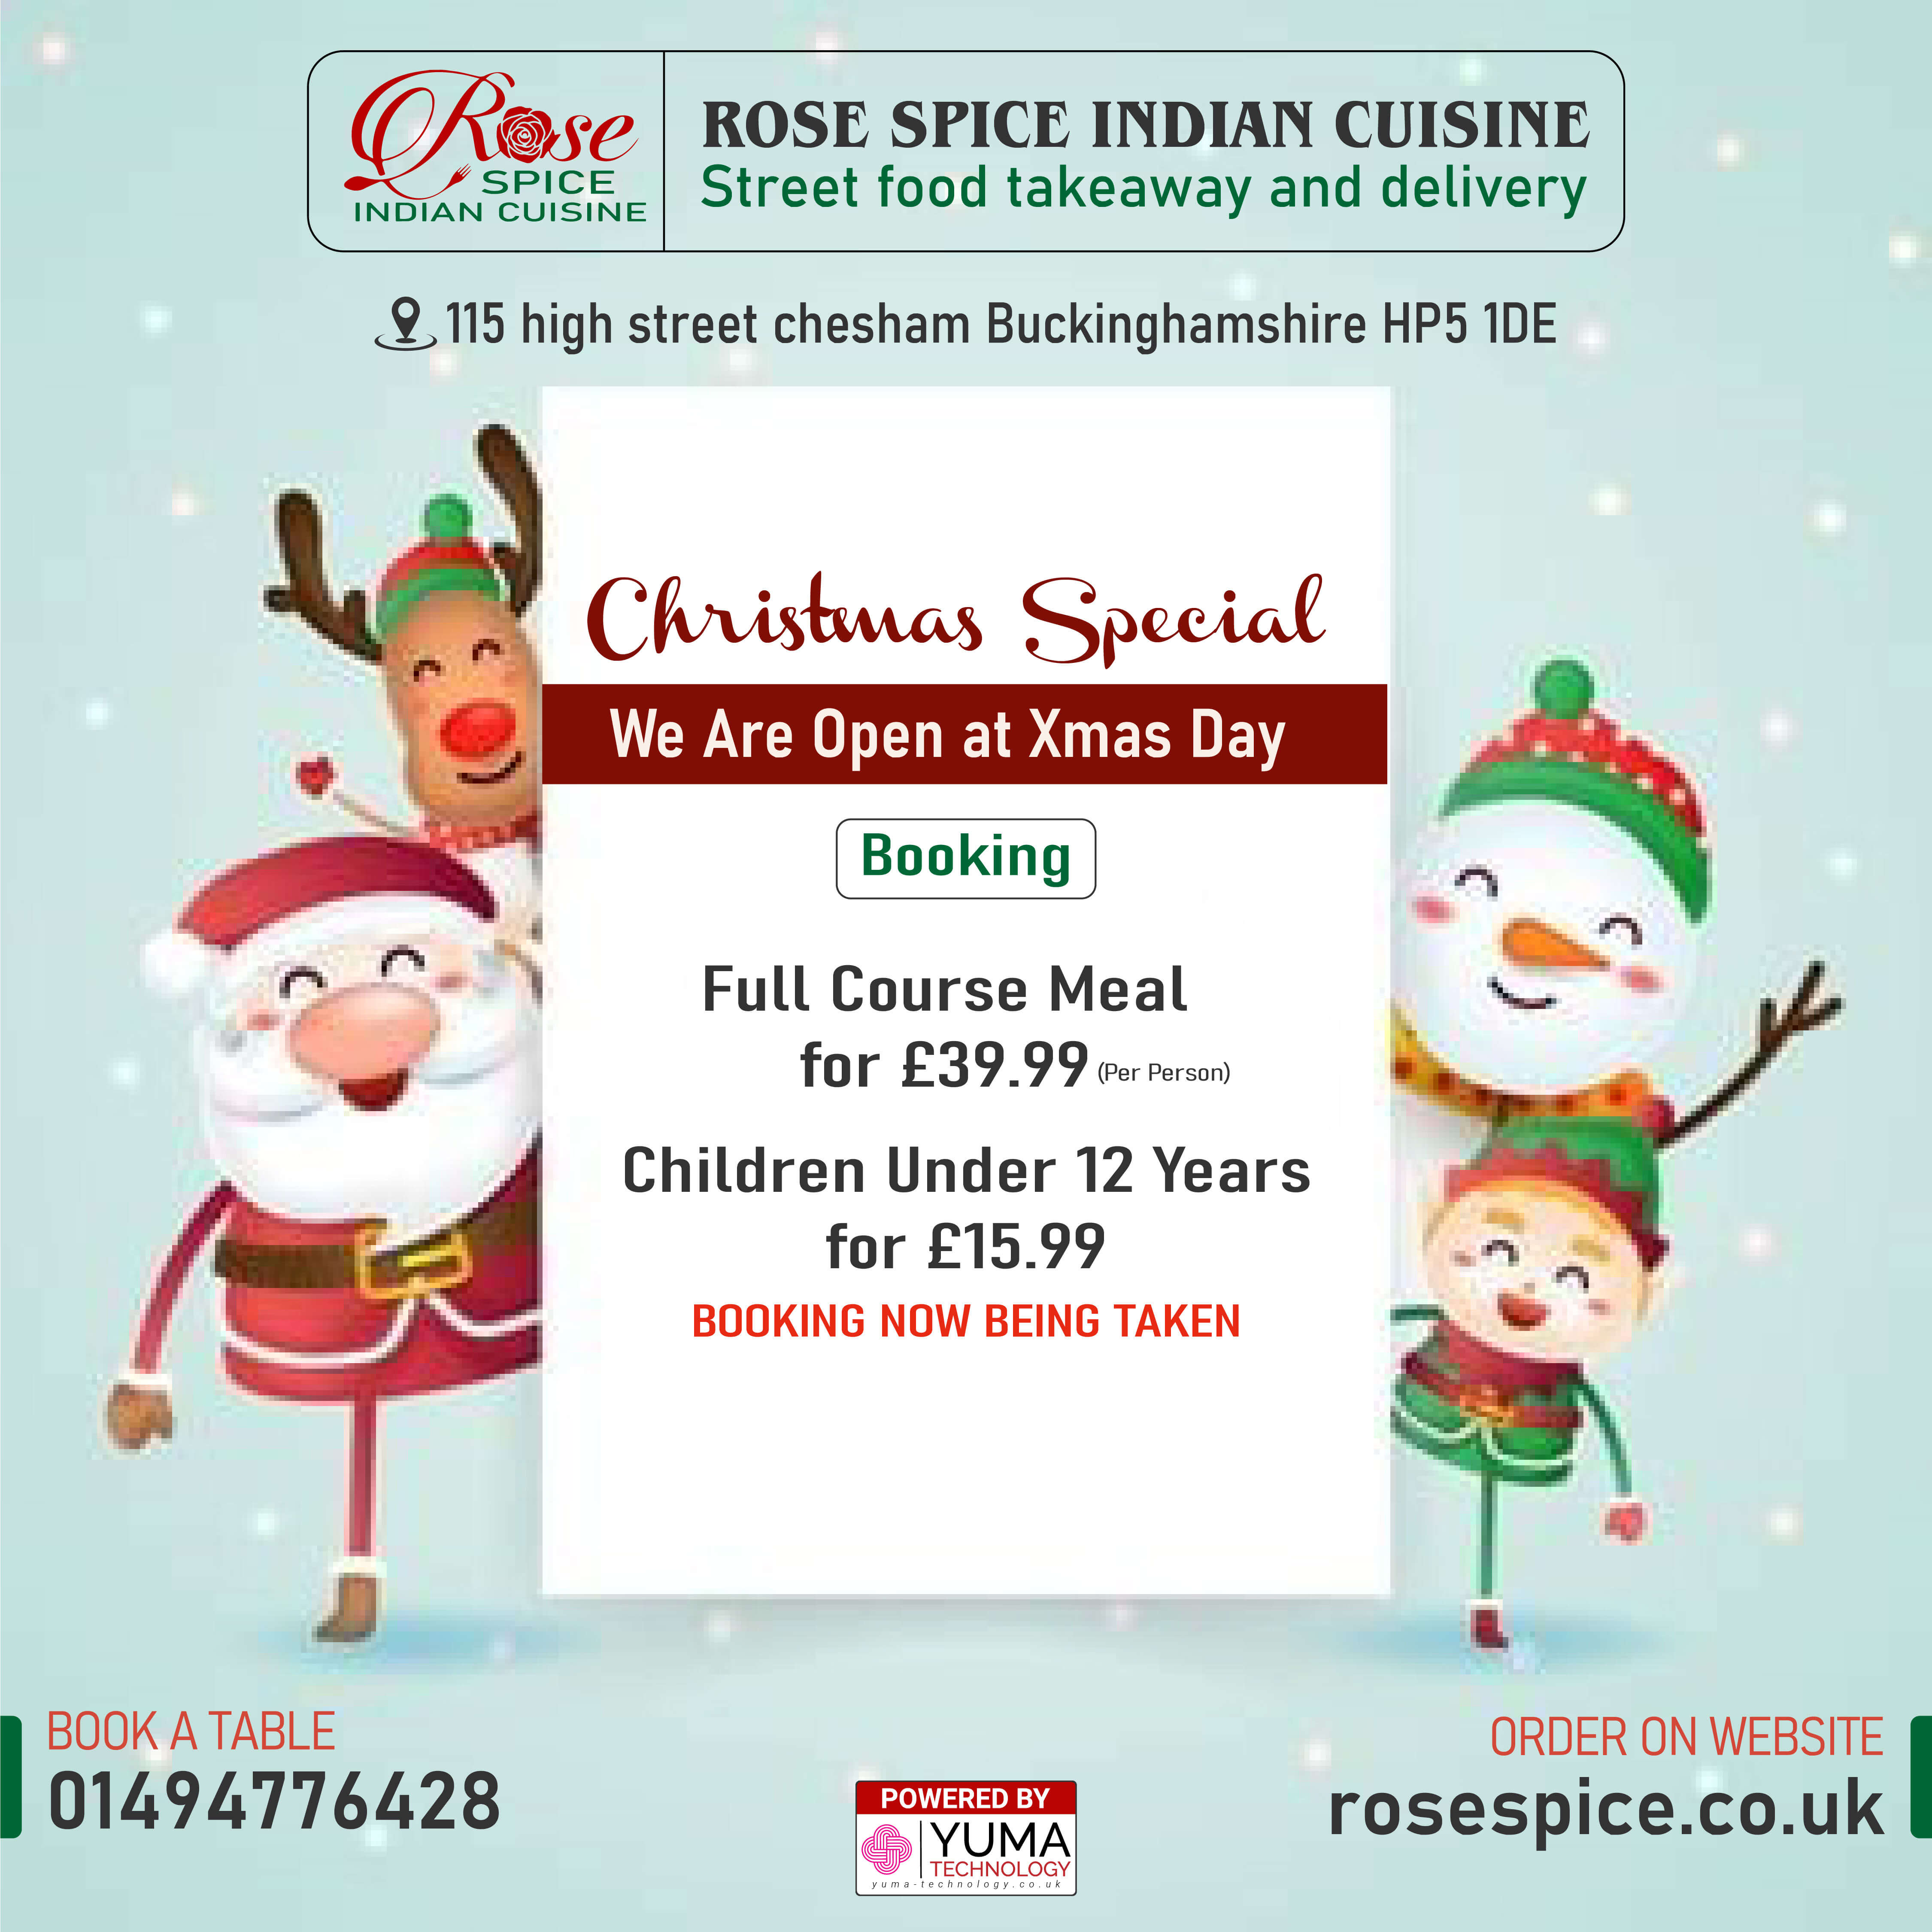 Rose
SPICE
INDIAN CUISINE
ROSE SPICE INDIAN CUISINE
Street food takeaway and delivery
115 high street chesham Buckinghamshire HP5 1DE
Christmas Special
We Are Open at Xmas Day
Booking
Full Course Meal
for £39.99 (Per Person)
Children Under 12 Years
for £15.99
BOOKING NOW BEING TAKEN
BOOK A TABLE
01494776428
POWERED BY
YUMA
TECHNOLOGY
yuma-technology.co.uk
ORDER ON WEBSITE
rosespice.co.uk